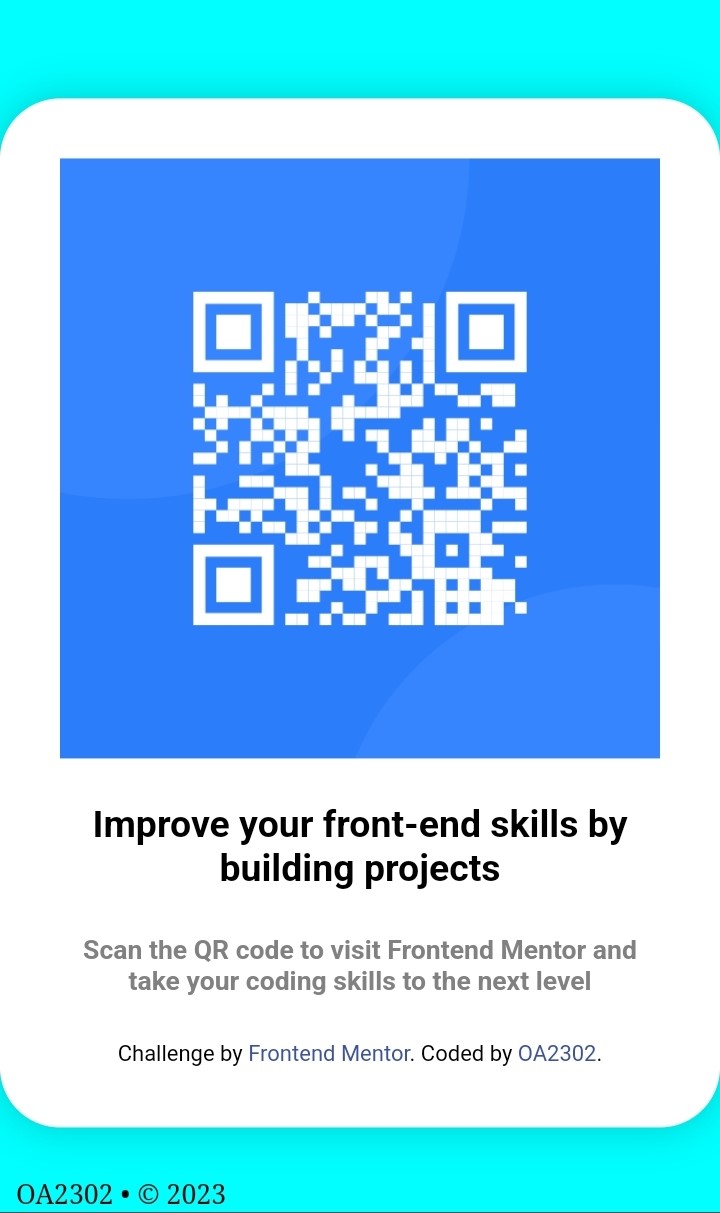 Improve your front-end skills by
building projects
Scan the QR code to visit Frontend Mentor and
take your coding skills to the next level
Challenge by Frontend Mentor. Coded by OA2302.
OA2302 • © 2023